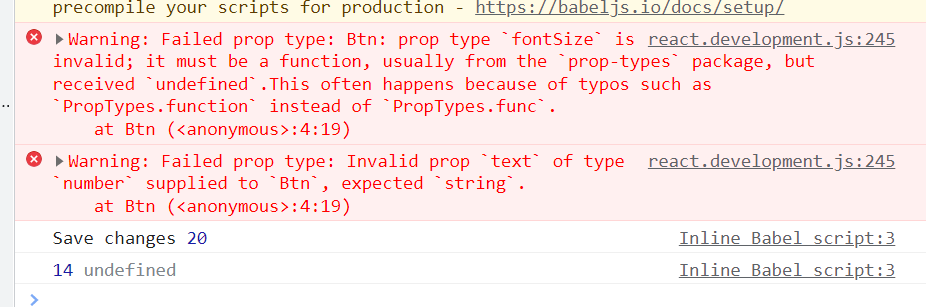 precompile your scripts for production - https://babeljs.io/docs/setup/
Warning: Failed prop type: Btn: prop type `fontSize` is react.development.js:245
invalid; it must be a function, usually from the `prop-types` package, but
received `undefined`.This often happens because of typos such as
`PropTypes.function` instead of `PropTypes.func`.
at Btn (<anonymous>:4:19)
Warning: Failed prop type: Invalid prop `text` of type react.development.js:245
`number` supplied to `Btn`, expected `string`.
at Btn (<anonymous>:4:19)
Save changes 20 Inline Babel script:3
14 undefined Inline Babel script:3